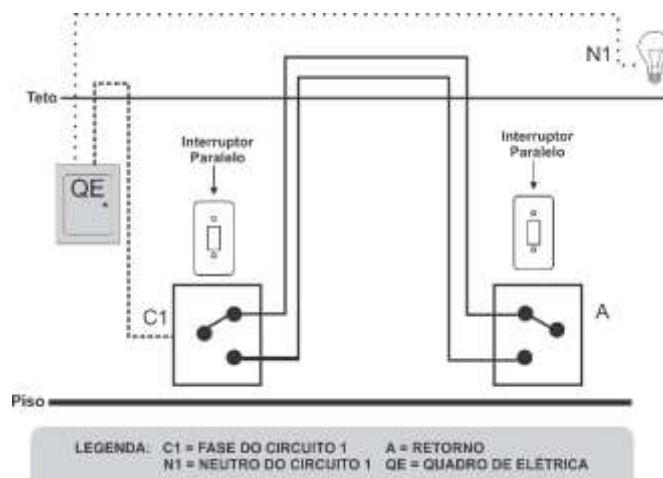 N1
Teto
Interruptor
Paralelo
Interruptor
Paralelo
QE
C1
A
Piso
LEGENDA: C1 = FASE DO CIRCUITO 1 A = RETORNO
N1 = NEUTRO DO CIRCUITO 1 QE = QUADRO DE ELÉTRICA